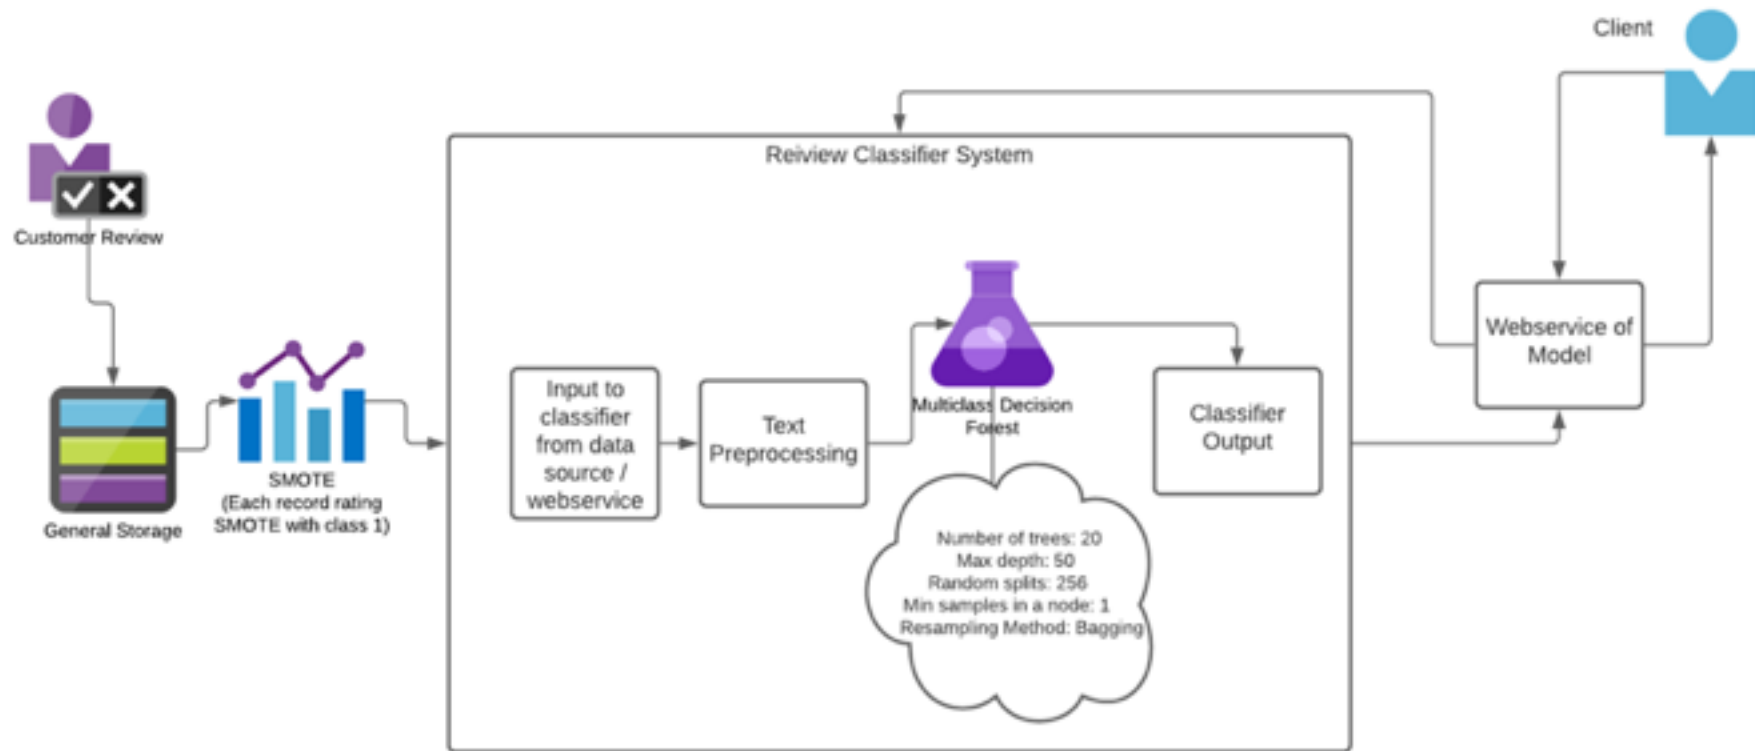 Client
Reiview Classifier System
Customer Review
General Storage
SMOTE
(Each record rating
SMOTE with class 1)
Input to
classifier
from data
source /
webservice
Text
Preprocessing
Multiclass Decision
Forest
Number of trees: 20
Max depth: 50
Random splits: 256
Min samples in a node: 1
Resampling Method: Bagging
Classifier
Output
Webservice of
Model